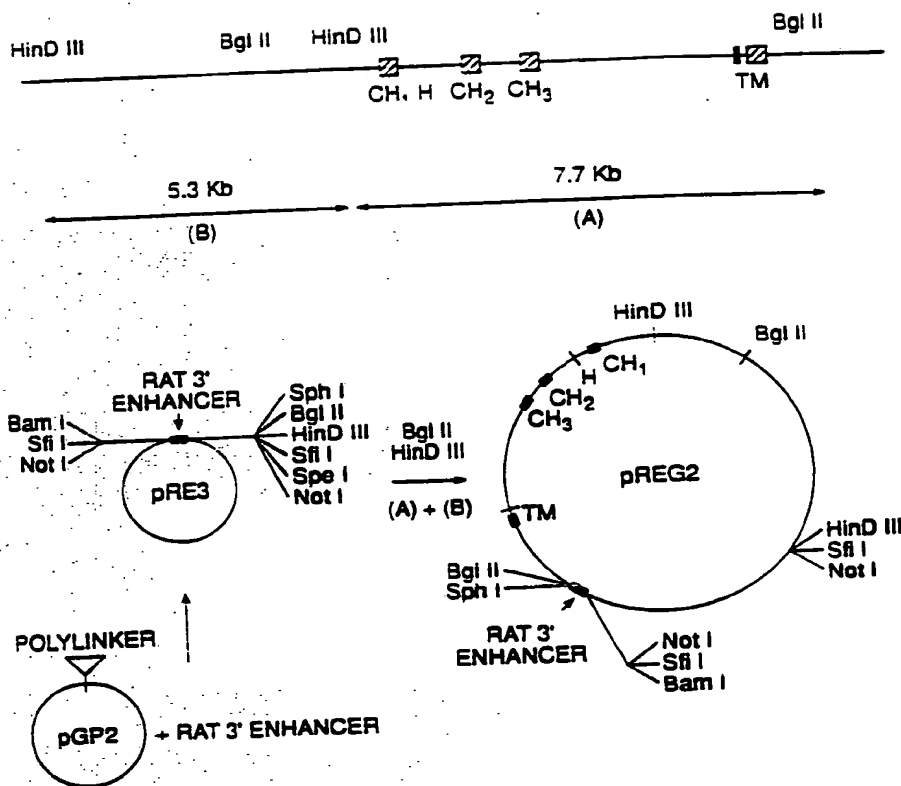 HinD III Bgl II HinD III Bgl II
CH₁ H CH₂ CH₃ TM
5.3 Kb 7.7 Kb
(B) (A)
HinD III
Bgl II
CH₁
H
CH₂
CH₃
RAT 3'
ENHANCER
Bam I
Sfi I
Not I
Sph I
Bgl II
HinD III
Sfi I
Spe I
Not I
pRE3
Bgl II
HinD III
(A) + (B)
pREG2
TM
HinD III
Sfi I
Not I
Bgl II
Sph I
RAT 3'
ENHANCER
Not I
Sfi I
Bam I
POLYLINKER
pGP2 + RAT 3' ENHANCER